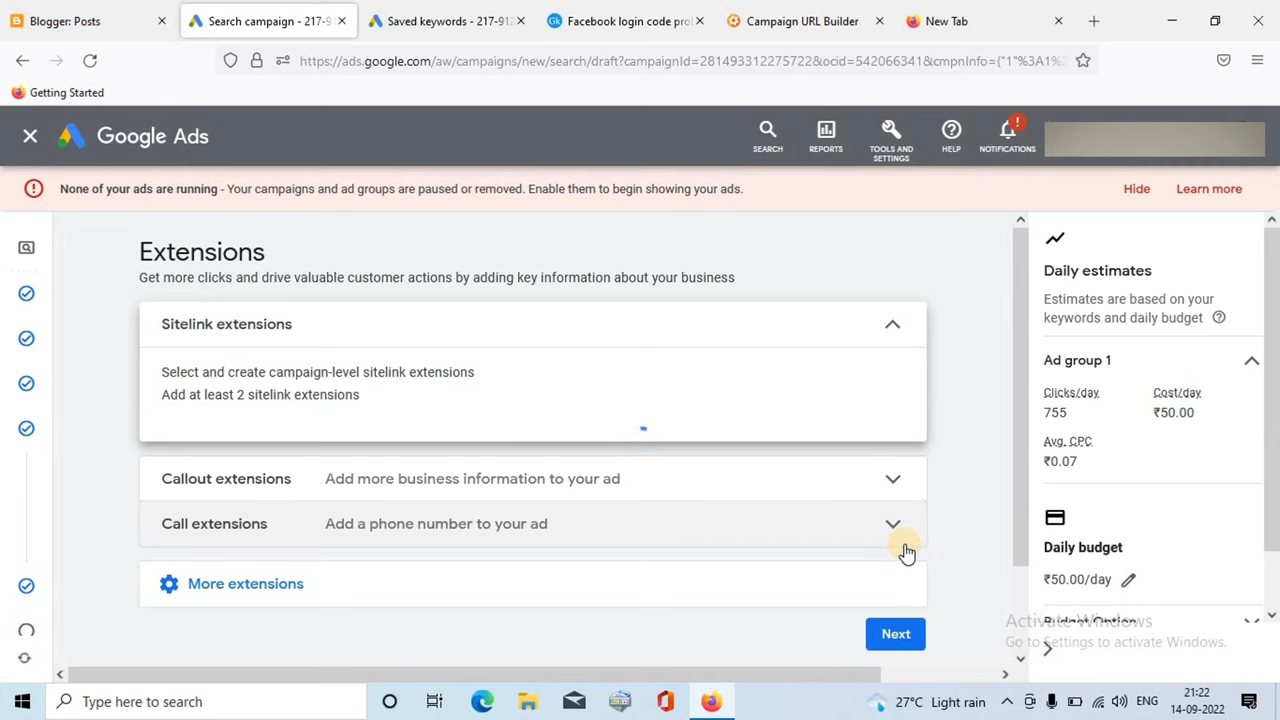 Blogger: Posts
Search campaign - 217-9
Saved keywords - 217-912
Facebook login code pro
Campaign URL Builder
New Tab
https://ads.google.com/aw/campaigns/new/search/draft?campaignId=281493312275722&ocid=542066341&cmpnInfo={"1"%3A1%2
Getting Started
Google Ads
SEARCH
REPORTS
TOOLS AND SETTINGS
HELP
NOTIFICATIONS
None of your ads are running - Your campaigns and ad groups are paused or removed. Enable them to begin showing your ads.
Hide
Learn more
Extensions
Get more clicks and drive valuable customer actions by adding key information about your business
Sitelink extensions
Select and create campaign-level sitelink extensions
Add at least 2 sitelink extensions
Callout extensions Add more business information to your ad
Call extensions Add a phone number to your ad
More extensions
Next
Daily estimates
Estimates are based on your
keywords and daily budget
Ad group 1
Clicks/day Cost/day
755 ₹50.00
Avg. CPC
₹0.07
Daily budget
₹50.00/day
Budget Option
Activate Windows
Go to Settings to activate Windows.
Type here to search
27°C Light rain
ENG
21:22
14-09-2022